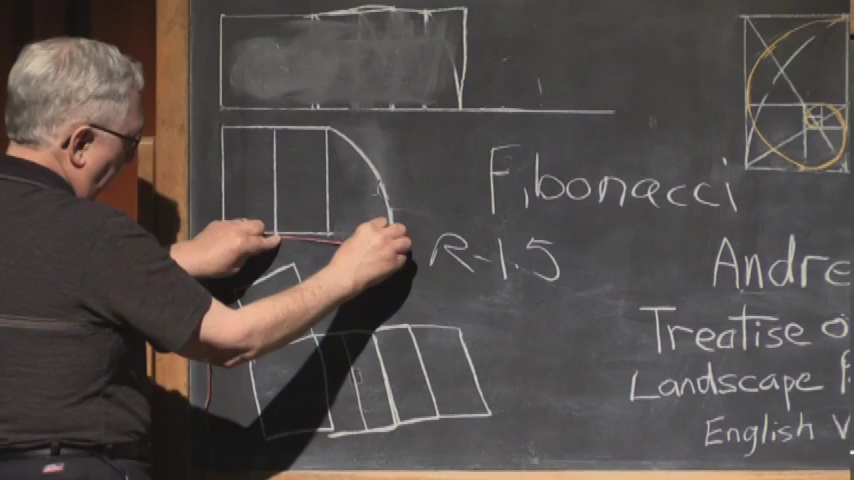 Fibonacci
R-1.5
Andre
Treatise o
Landscape
English V